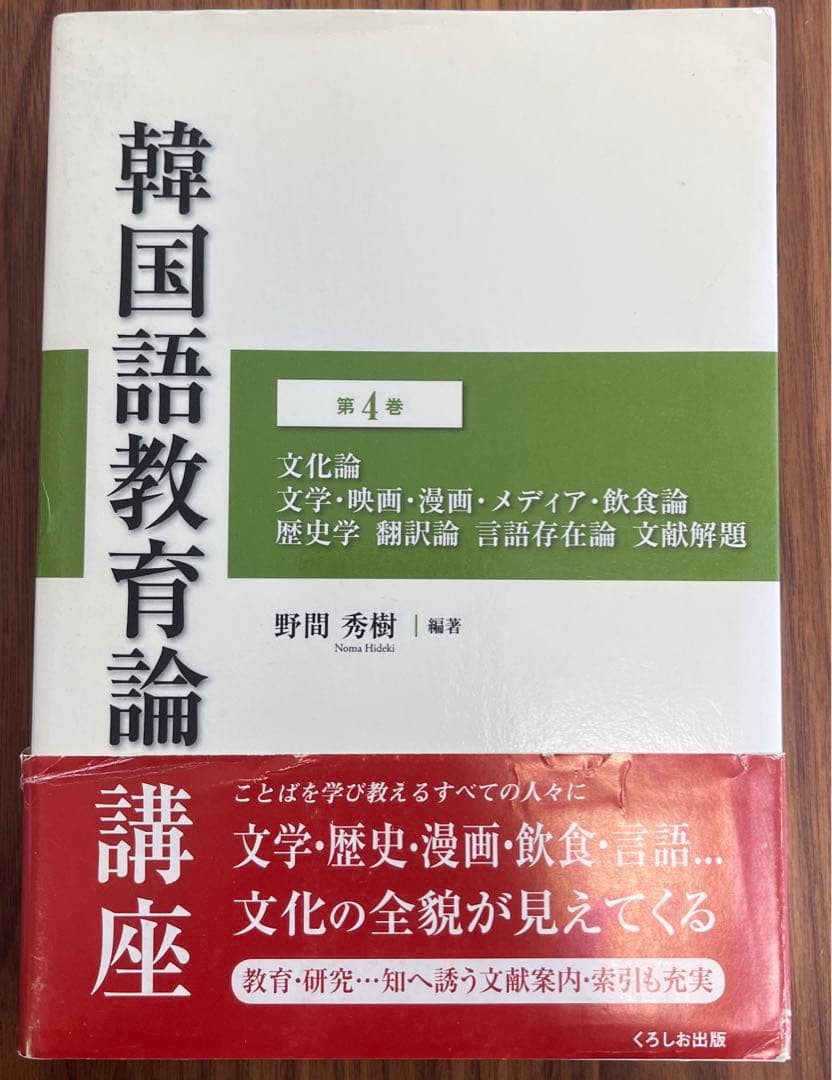 韓国語教育論講座
第4巻
文化論
文学・映画・漫画・メディア・飲食論
歴史学 翻訳論 言語存在論 文献解題
野間 秀樹 | 編著
Noma Hideki
ことばを学び教えるすべての人々に
文学・歴史・漫画・飲食・言語…
文化の全貌が見えてくる
教育・研究…知へ誘う文献案内・索引も充実
くろしお出版